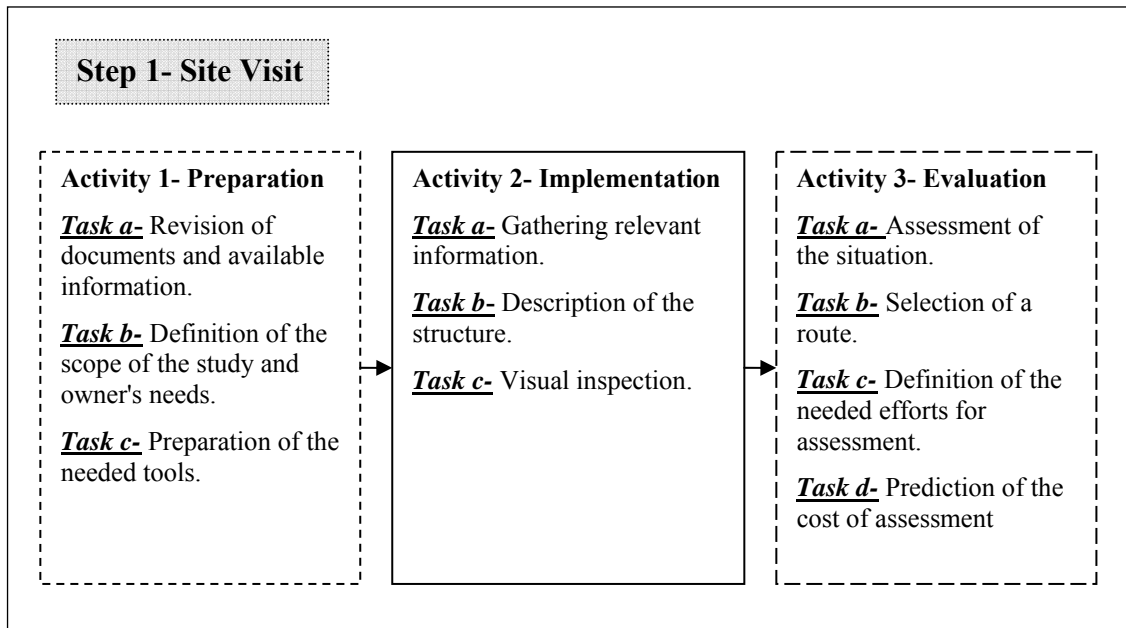 Step 1- Site Visit
Activity 1- Preparation
Task a- Revision of
documents and available
information.
Task b- Definition of the
scope of the study and
owner's needs.
Task c- Preparation of the
needed tools.
Activity 2- Implementation
Task a- Gathering relevant
information.
Task b- Description of the
structure.
Task c- Visual inspection.
Activity 3- Evaluation
Task a- Assessment of
the situation.
Task b- Selection of a
route.
Task c- Definition of the
needed efforts for
assessment.
Task d- Prediction of the
cost of assessment